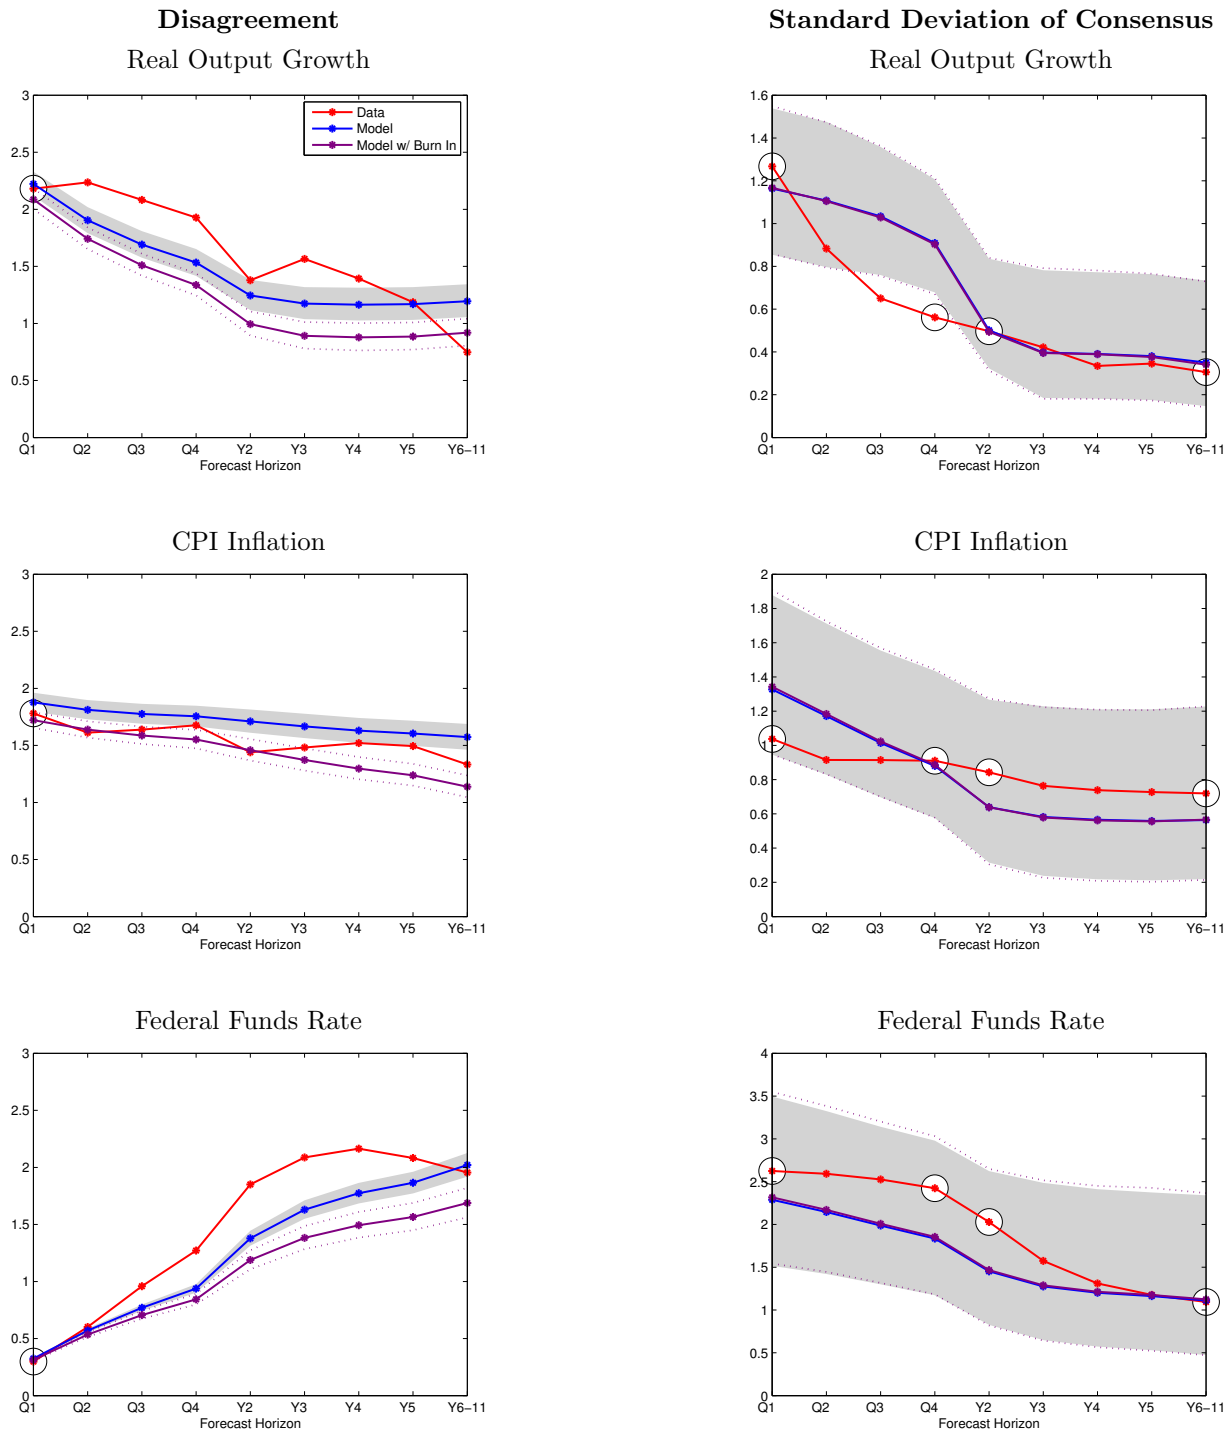 Disagreement
Real Output Growth
3
2.5
2
1.5
1
0.5
0
Data
Model
Model w/ Burn In
Q1 Q2 Q3 Q4 Y2 Y3 Y4 Y5 Y6−11
Forecast Horizon
Standard Deviation of Consensus
Real Output Growth
1.6
1.4
1.2
1
0.8
0.6
0.4
0.2
0
Q1 Q2 Q3 Q4 Y2 Y3 Y4 Y5 Y6−11
Forecast Horizon
CPI Inflation
3
2.5
2
1.5
1
0.5
0
Q1 Q2 Q3 Q4 Y2 Y3 Y4 Y5 Y6−11
Forecast Horizon
CPI Inflation
2
1.8
1.6
1.4
1.2
1
0.8
0.6
0.4
0.2
0
Q1 Q2 Q3 Q4 Y2 Y3 Y4 Y5 Y6−11
Forecast Horizon
Federal Funds Rate
3
2.5
2
1.5
1
0.5
0
Q1 Q2 Q3 Q4 Y2 Y3 Y4 Y5 Y6−11
Forecast Horizon
Federal Funds Rate
4
3.5
3
2.5
2
1.5
1
0.5
0
Q1 Q2 Q3 Q4 Y2 Y3 Y4 Y5 Y6−11
Forecast Horizon